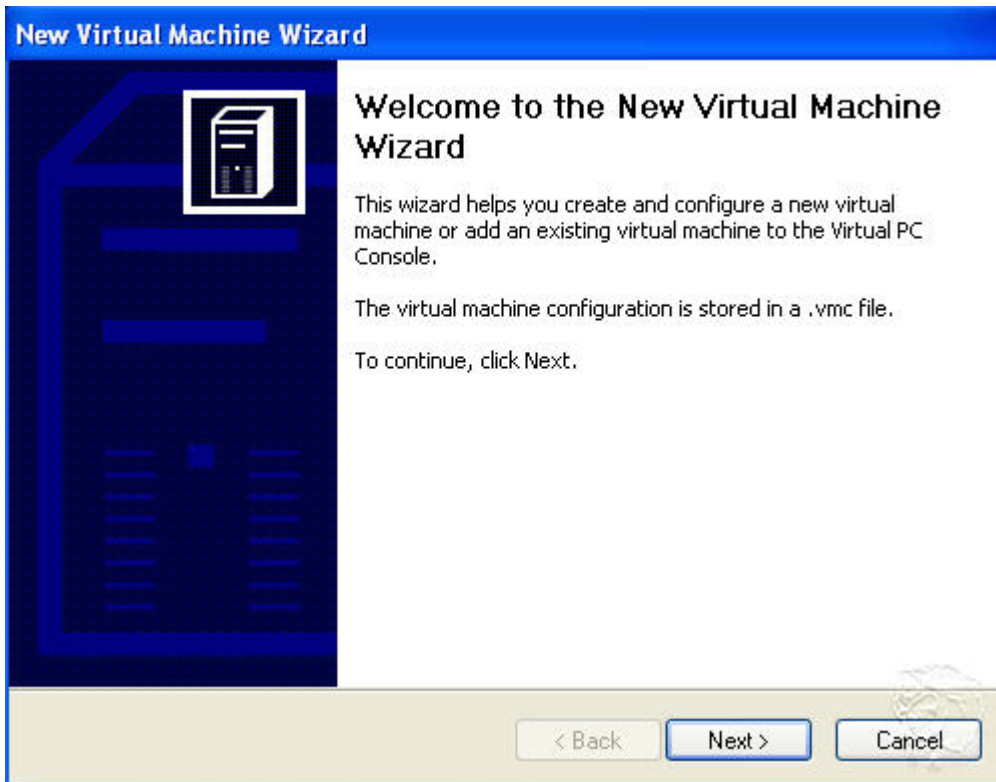 New Virtual Machine Wizard
Welcome to the New Virtual Machine
Wizard
This wizard helps you create and configure a new virtual
machine or add an existing virtual machine to the Virtual PC
Console.
The virtual machine configuration is stored in a .vmc file.
To continue, click Next.
< Back
Next >
Cancel